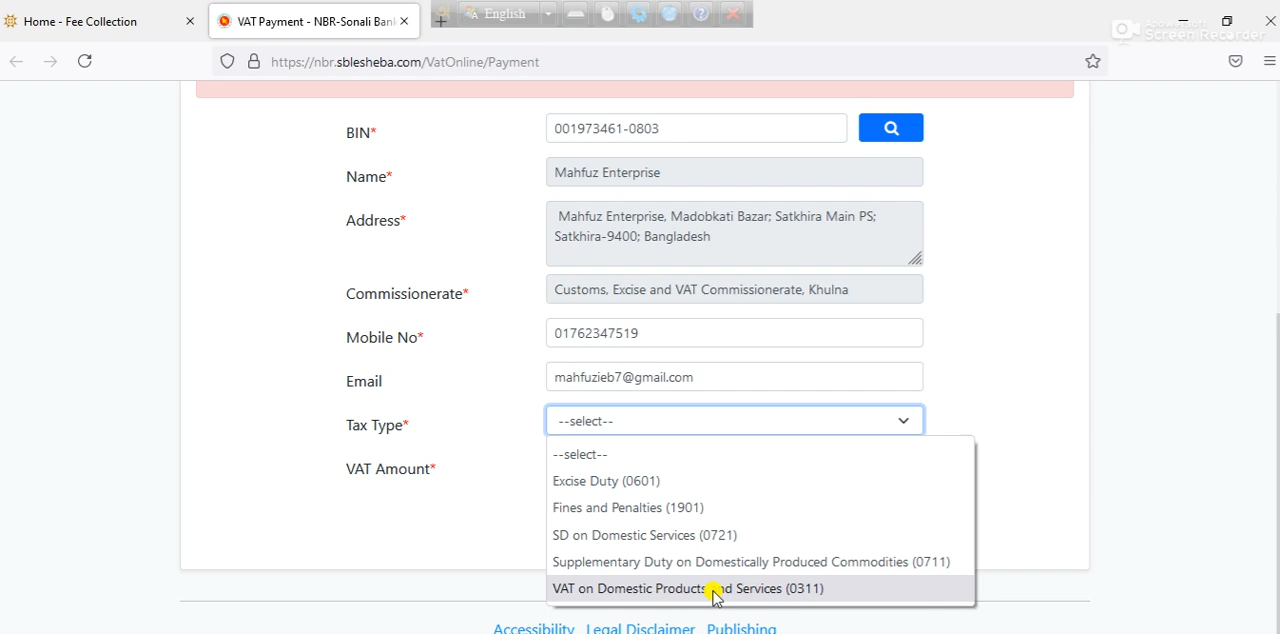 Home - Fee Collection
VAT Payment - NBR-Sonali Bank
English
Screen Recorder
https://nbr.sblesheba.com/VatOnline/Payment
BIN*
001973461-0803
Name*
Mahfuz Enterprise
Address*
Mahfuz Enterprise, Madobkati Bazar; Satkhira Main PS;
Satkhira-9400; Bangladesh
Commissionerate*
Customs, Excise and VAT Commissionerate, Khulna
Mobile No*
01762347519
Email
mahfuzieb7@gmail.com
Tax Type*
--select--
VAT Amount*
--select--
Excise Duty (0601)
Fines and Penalties (1901)
SD on Domestic Services (0721)
Supplementary Duty on Domestically Produced Commodities (0711)
VAT on Domestic Products and Services (0311)
Accessibility Legal Disclaimer Publishing